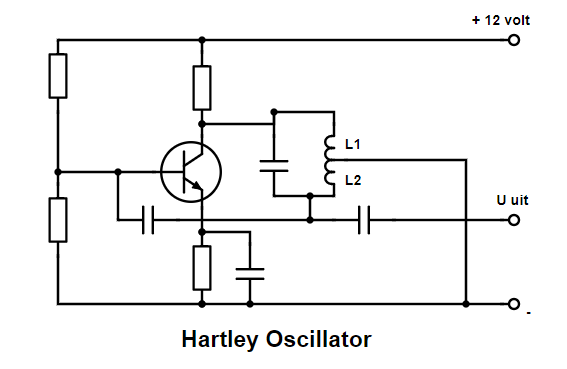 + 12 volt
L1
L2
U uit
-
Hartley Oscillator